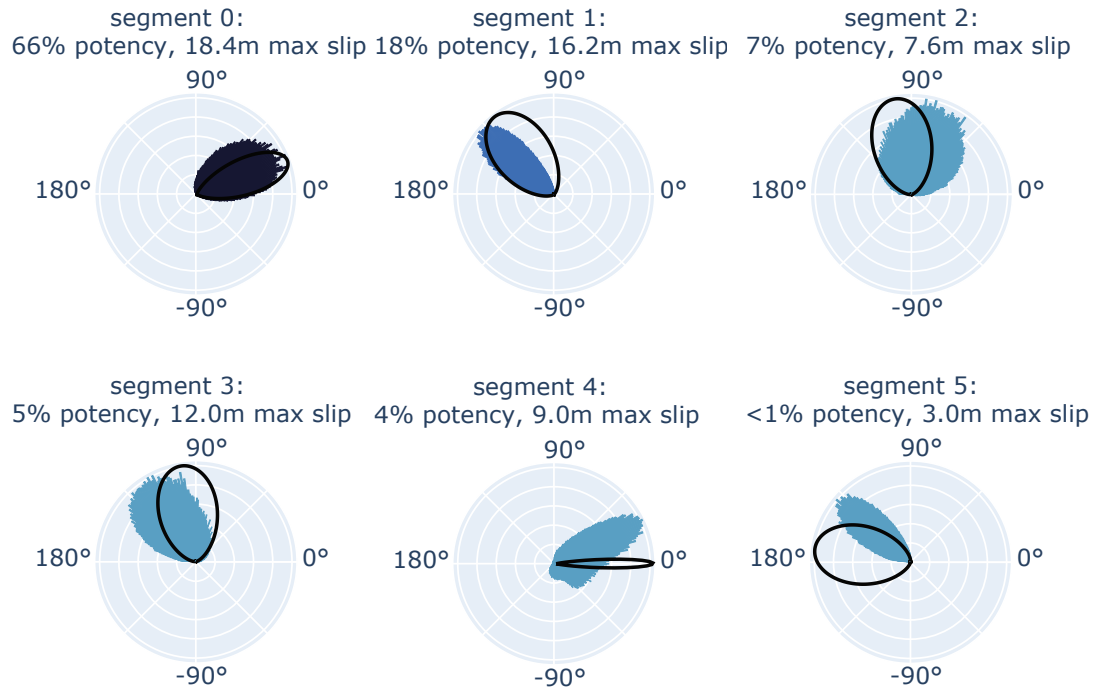 segment 0:
66% potency, 18.4m max slip
90°
180°
0°
-90°
segment 1:
18% potency, 16.2m max slip
90°
180°
0°
-90°
segment 2:
7% potency, 7.6m max slip
90°
180°
0°
-90°
segment 3:
5% potency, 12.0m max slip
90°
180°
0°
-90°
segment 4:
4% potency, 9.0m max slip
90°
180°
0°
-90°
segment 5:
<1% potency, 3.0m max slip
90°
180°
0°
-90°